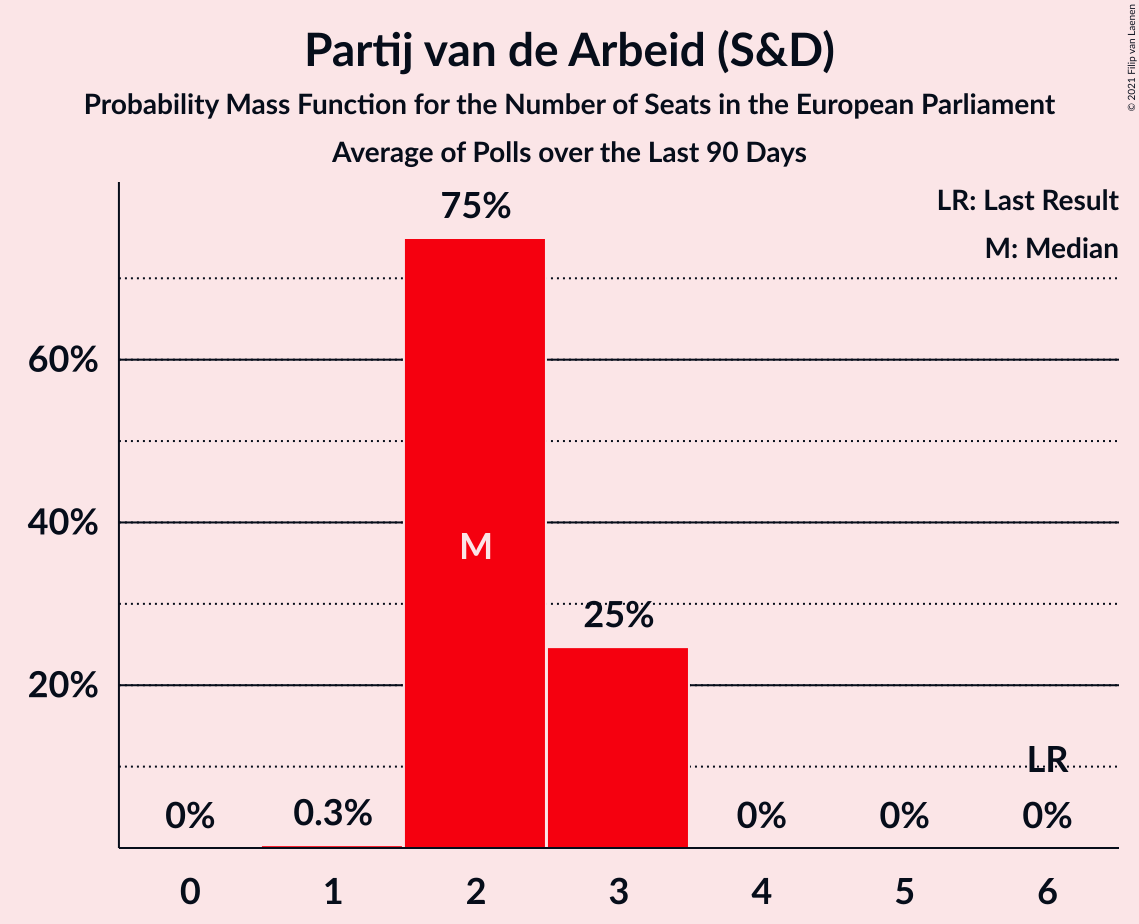 Partij van de Arbeid (S&D)
Probability Mass Function for the Number of Seats in the European Parliament
Average of Polls over the Last 90 Days
© 2021 Filip van Laenen
LR: Last Result
M: Median
75%
60%
40%
M
25%
20%
LR
0% 0.3% 0% 0% 0%
0 1 2 3 4 5 6